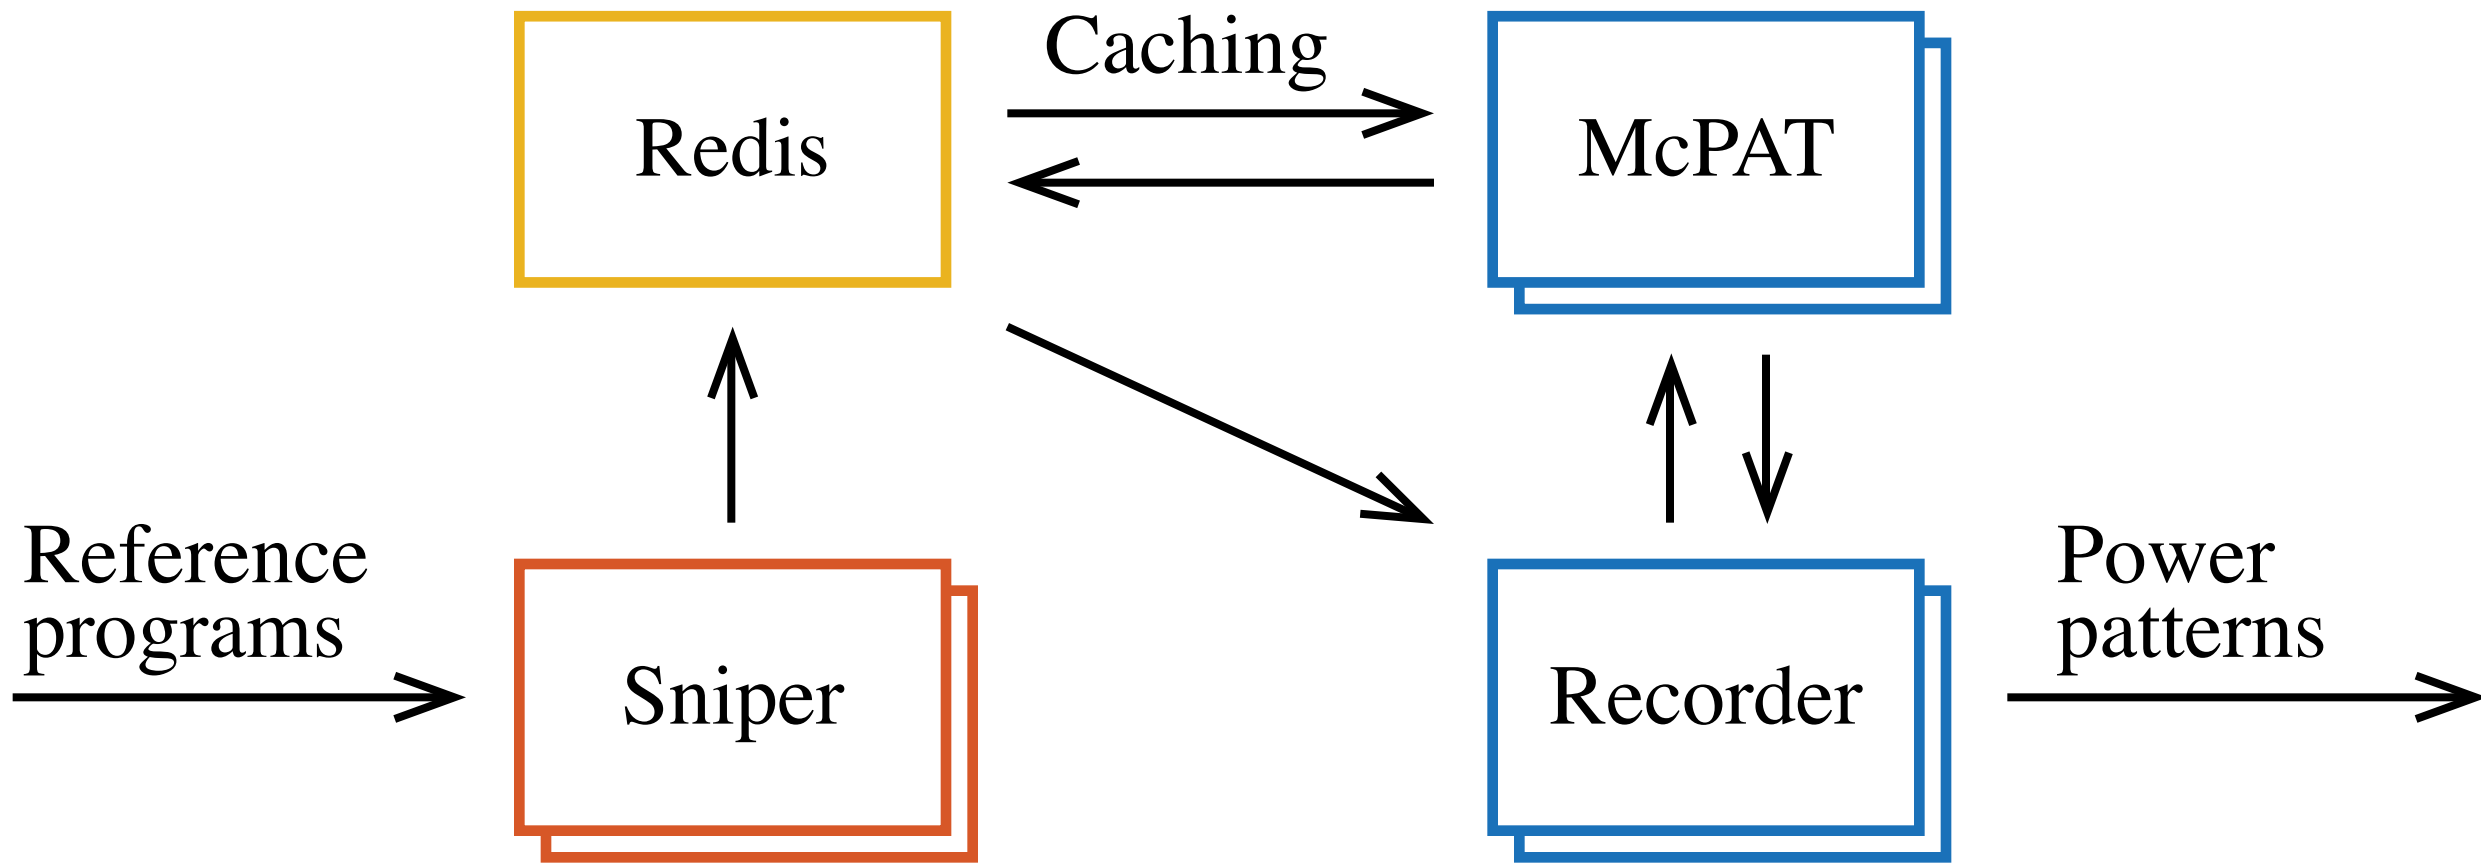 Caching
Redis
McPAT
Reference
programs
Power
patterns
Sniper
Recorder